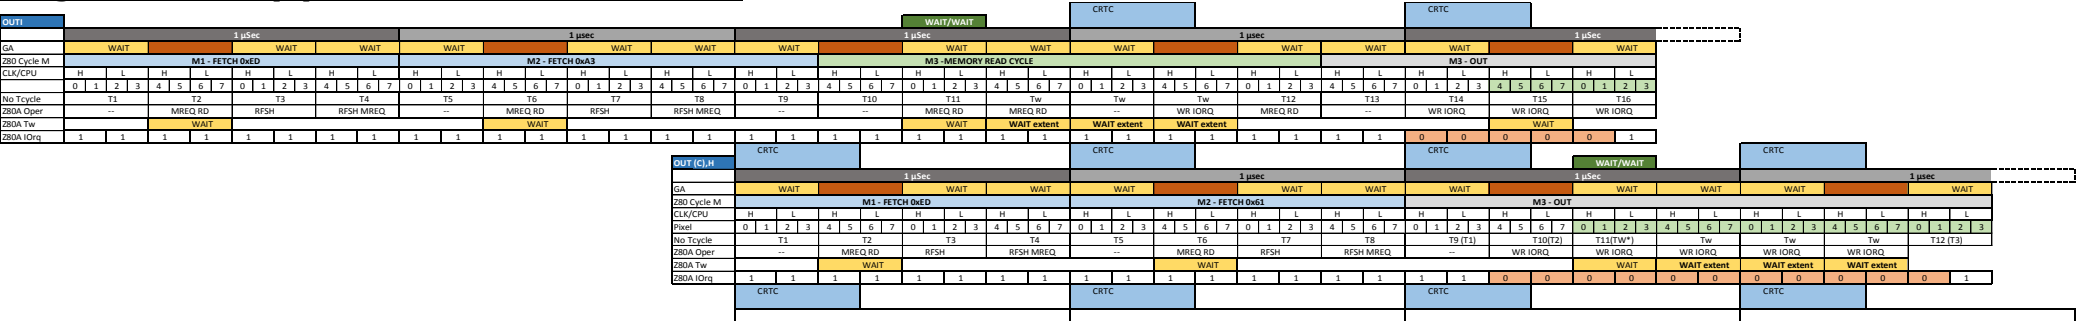 CRTC CRTC
OUTI WAIT/WAIT
1 µSec 1 µsec 1 µSec 1 µsec 1 µSec
GA WAIT WAIT WAIT WAIT WAIT WAIT WAIT WAIT WAIT WAIT WAIT WAIT WAIT WAIT
Z80 Cycle M M1 - FETCH 0xED M2 - FETCH 0xA3 M3 -MEMORY READ CYCLE M3 - OUT
CLK/CPU H L H L H L H L H L H L H L H L H L H L H L H L H L H L H L H L H L H L H L
0 1 2 3 4 5 6 7 0 1 2 3 4 5 6 7 0 1 2 3 4 5 6 7 0 1 2 3 4 5 6 7 0 1 2 3 4 5 6 7 0 1 2 3 4 5 6 7 0 1 2 3 4 5 6 7 0 1 2 3 4 5 6 7 0 1 2 3 4 5 6 7 0 1 2 3
No Tcycle T1 T2 T3 T4 T5 T6 T7 T8 T9 T10 T11 Tw Tw Tw T12 T13 T14 T15 T16
Z80A Oper -- MREQ RD RFSH RFSH MREQ -- MREQ RD RFSH RFSH MREQ -- -- MREQ RD MREQ RD -- WR IORQ MREQ RD -- WR IORQ WR IORQ WR IORQ
Z80A Tw WAIT WAIT WAIT WAIT extent WAIT extent WAIT extent WAIT
Z80A IOrq 1 1 1 1 1 1 1 1 1 1 1 1 1 1 1 1 1 1 1 1 1 1 1 1 1 1 1 1 1 1 1 1 0 0 0 0 0 1
CRTC CRTC CRTC CRTC
OUT (C),H WAIT/WAIT
1 µSec 1 µsec 1 µSec 1 µsec
GA WAIT WAIT WAIT WAIT WAIT WAIT WAIT WAIT WAIT WAIT WAIT
Z80 Cycle M M1 - FETCH 0xED M2 - FETCH 0x61 M3 - OUT
CLK/CPU H L H L H L H L H L H L H L H L H L H L H L H L H L H L H L
Pixel 0 1 2 3 4 5 6 7 0 1 2 3 4 5 6 7 0 1 2 3 4 5 6 7 0 1 2 3 4 5 6 7 0 1 2 3 4 5 6 7 0 1 2 3 4 5 6 7 0 1 2 3 4 5 6 7 0 1 2 3
No Tcycle T1 T2 T3 T4 T5 T6 T7 T8 T9 (T1) T10(T2) T11(TW*) Tw Tw Tw T12 (T3)
Z80A Oper -- MREQ RD RFSH RFSH MREQ -- MREQ RD RFSH RFSH MREQ -- WR IORQ WR IORQ WR IORQ WR IORQ WR IORQ
Z80A Tw WAIT WAIT WAIT WAIT extent WAIT extent WAIT extent
Z80A IOrq 1 1 1 1 1 1 1 1 1 1 1 1 1 1 1 1 1 1 0 0 0 0 0 0 0 0 0 0 0 1
CRTC CRTC CRTC CRTC